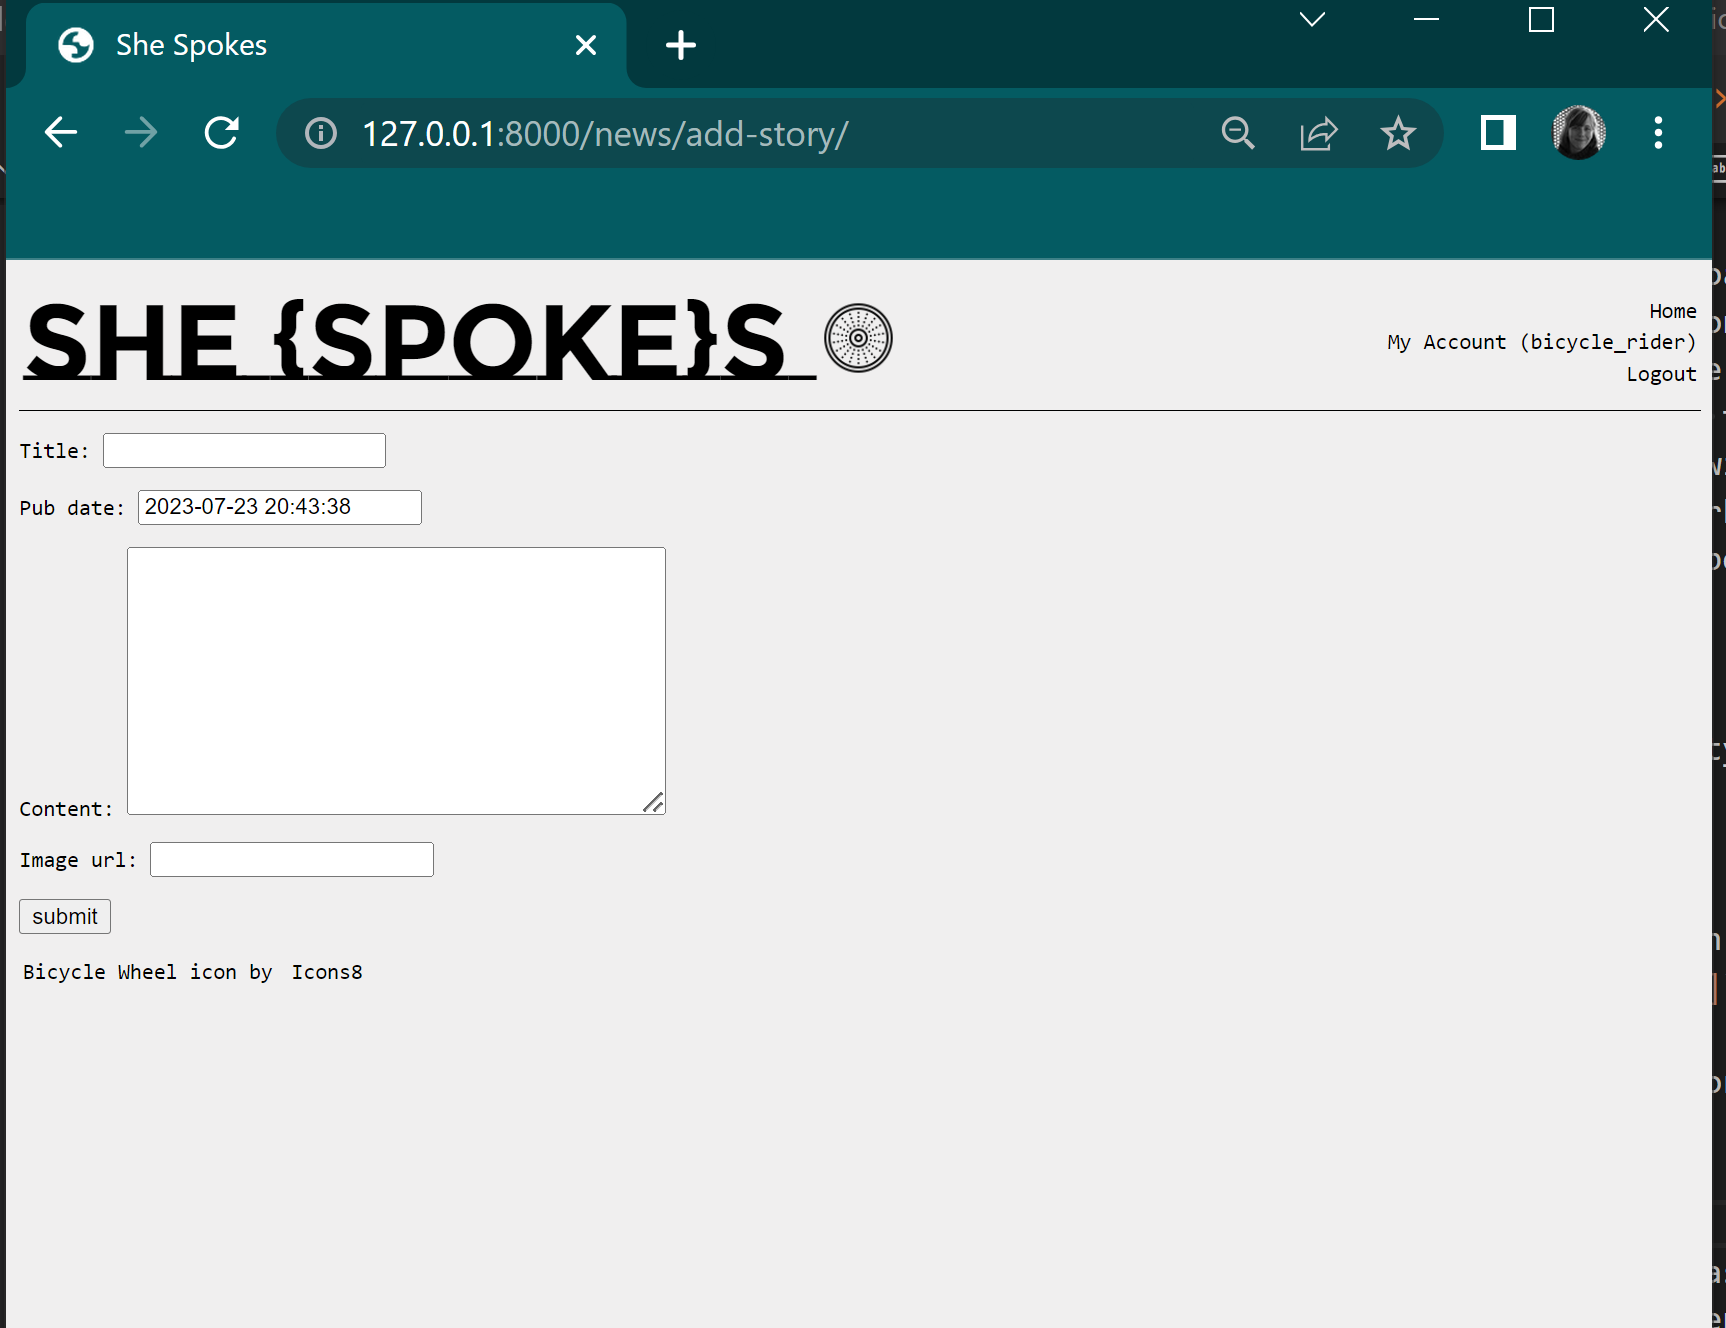 She Spokes
127.0.0.1:8000/news/add-story/
SHE {SPOKE}S_
Home
My Account (bicycle_rider)
Logout
Title:
Pub date: 2023-07-23 20:43:38
Content:
Image url:
submit
Bicycle Wheel icon by Icons8